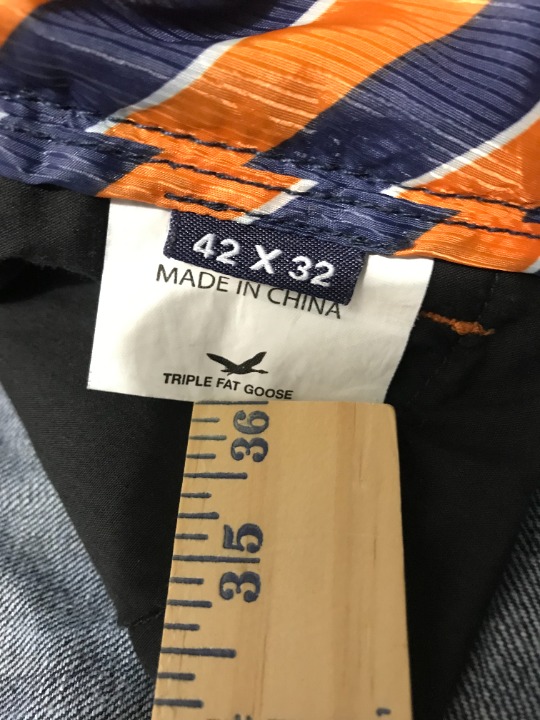 42 X 32
MADE IN CHINA
TRIPLE FAT GOOSE
36
35